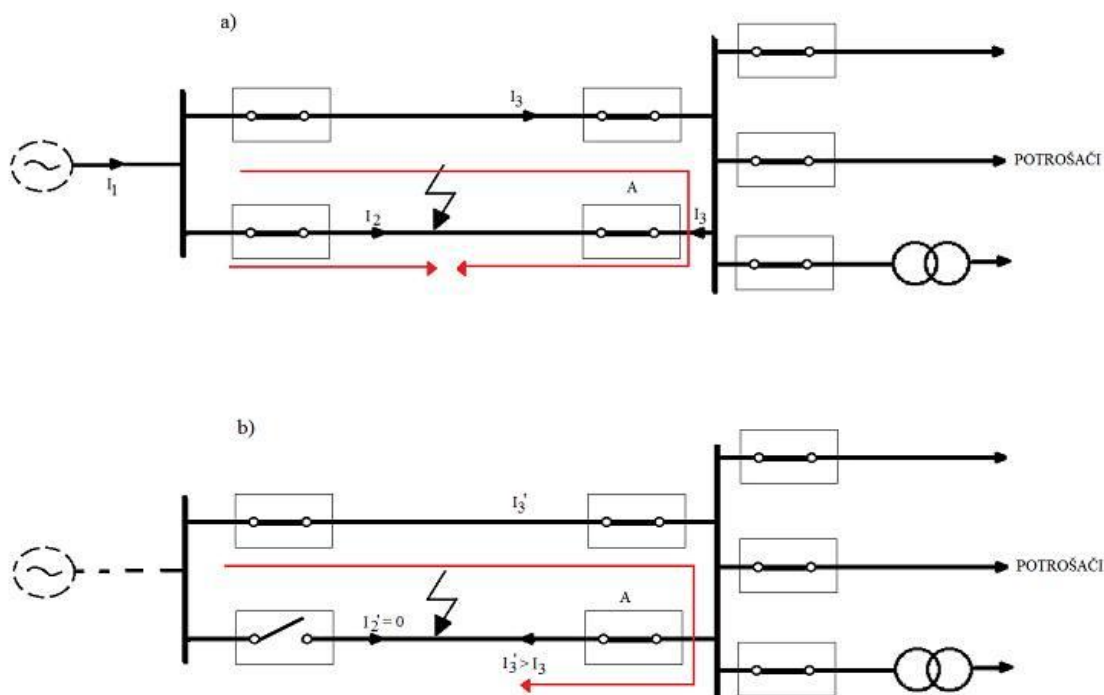 a)
I3
I1
POTROŠAČI
A
I2
I3
b)
I3'
POTROŠAČI
A
I2' = 0
I3' > I3